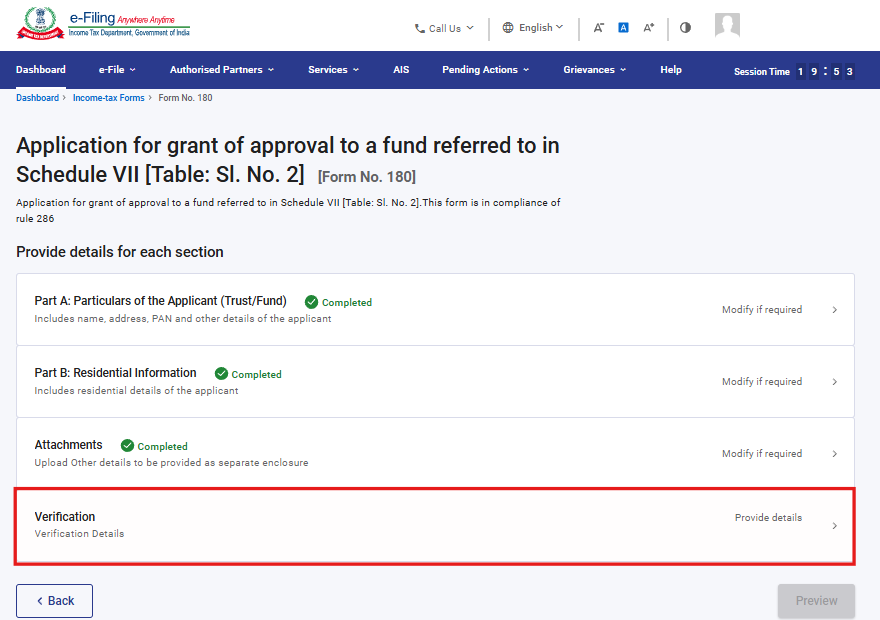 e-Filing Anywhere Anytime
Income Tax Department, Government of India
Call Us
English
A-
A
A+
Dashboard
e-File
Authorised Partners
Services
AIS
Pending Actions
Grievances
Help
Session Time 1 9 : 5 3
Dashboard > Income-tax Forms > Form No. 180
Application for grant of approval to a fund referred to in
Schedule VII [Table: Sl. No. 2] [Form No. 180]
Application for grant of approval to a fund referred to in Schedule VII [Table: Sl. No. 2].This form is in compliance of
rule 286
Provide details for each section
Part A: Particulars of the Applicant (Trust/Fund) Completed
Includes name, address, PAN and other details of the applicant
Modify if required
Part B: Residential Information Completed
Includes residential details of the applicant
Modify if required
Attachments Completed
Upload Other details to be provided as separate enclosure
Modify if required
Verification
Verification Details
Provide details
< Back
Preview